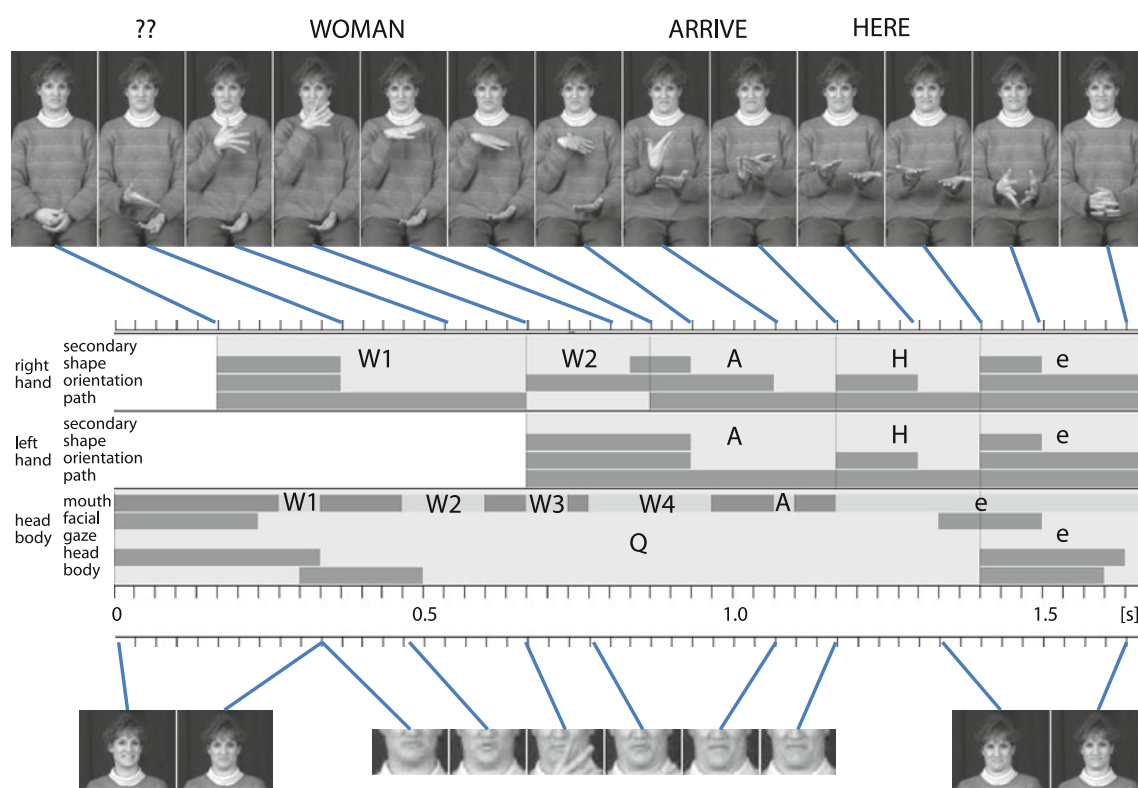 ?? WOMAN ARRIVE HERE
right hand
secondary
shape
orientation
path
W1 W2 A H e
left hand
secondary
shape
orientation
path
A H e
head body
mouth
facial
gaze
head
body
W1 W2 W3 W4 A e
Q e
0 0.5 1.0 1.5 [s]